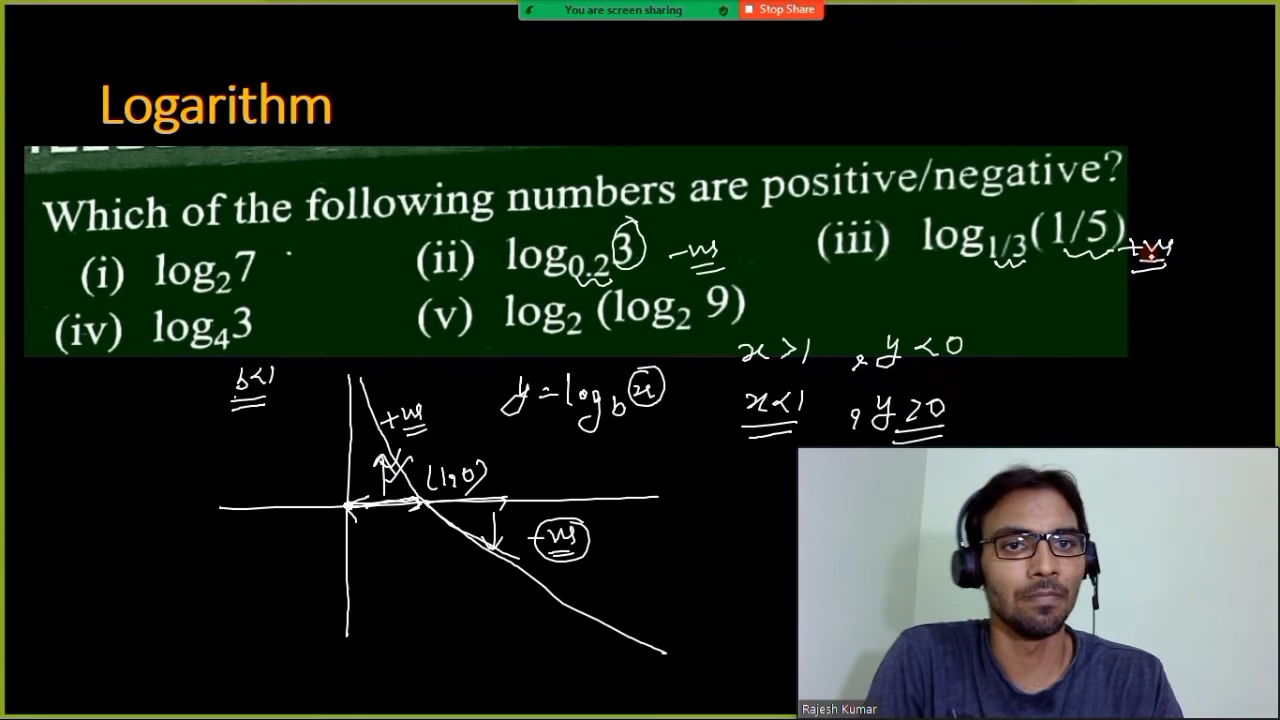 You are screen sharing
Stop Share
Logarithm
Which of the following numbers are positive/negative?
(i) log₂7 (ii) log₀.₂3 -ve (iii) log₁/₃(1/5) +ve
(iv) log₄3 (v) log₂ (log₂ 9)
x > 1 , y < 0
b<1 y = log_b x x < 1 , y > 0
+ve
(1,0)
-ve
Rajesh Kumar